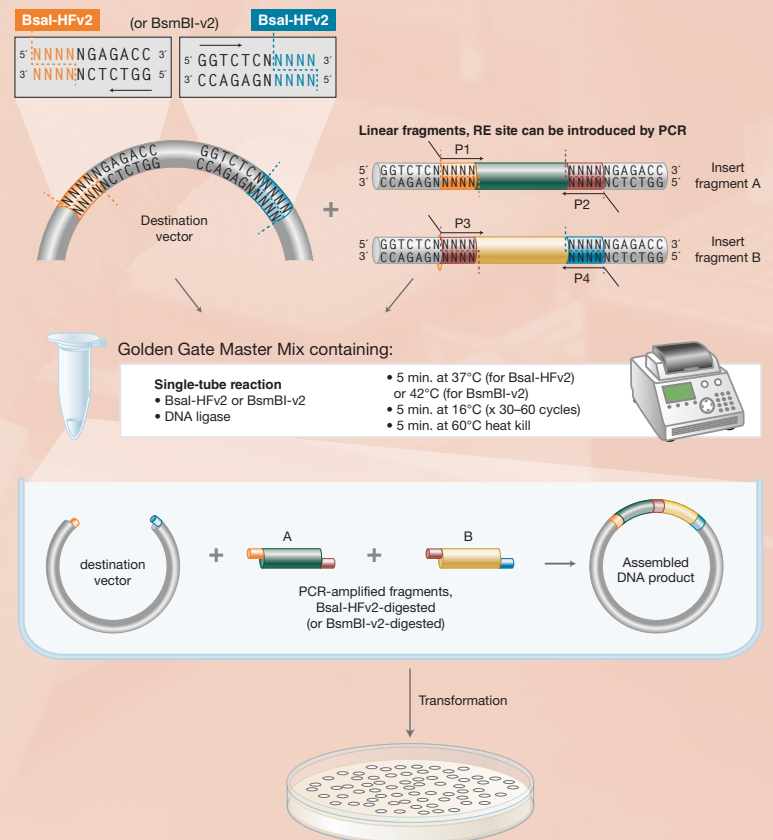 BsaI-HFv2 (or BsmBI-v2) BsaI-HFv2
5´ NNNNNGAGACC 3´
3´ NNNNNCTCTGG 5´
5´ GGTCTCNNNNN 3´
3´ CCAGAGNNNNN 5´
NNNNNGAGACC
NNNNNCTCTGG
GGTCTCNNNNN
CCAGAGNNNNN
Destination
vector
+
Linear fragments, RE site can be introduced by PCR
P1
5´ GGTCTCNNNNN NNNNNGAGACC 3´
3´ CCAGAGNNNNN NNNNNCTCTGG 5´
P2
Insert
fragment A
P3
5´ GGTCTCNNNNN NNNNNGAGACC 3´
3´ CCAGAGNNNNN NNNNNCTCTGG 5´
P4
Insert
fragment B
Golden Gate Master Mix containing:
Single-tube reaction
• BsaI-HFv2 or BsmBI-v2
• DNA ligase
• 5 min. at 37°C (for BsaI-HFv2)
or 42°C (for BsmBI-v2)
• 5 min. at 16°C (x 30–60 cycles)
• 5 min. at 60°C heat kill
destination
vector
+
A
+
B
PCR-amplified fragments,
BsaI-HFv2-digested
(or BsmBI-v2-digested)
Assembled
DNA product
Transformation